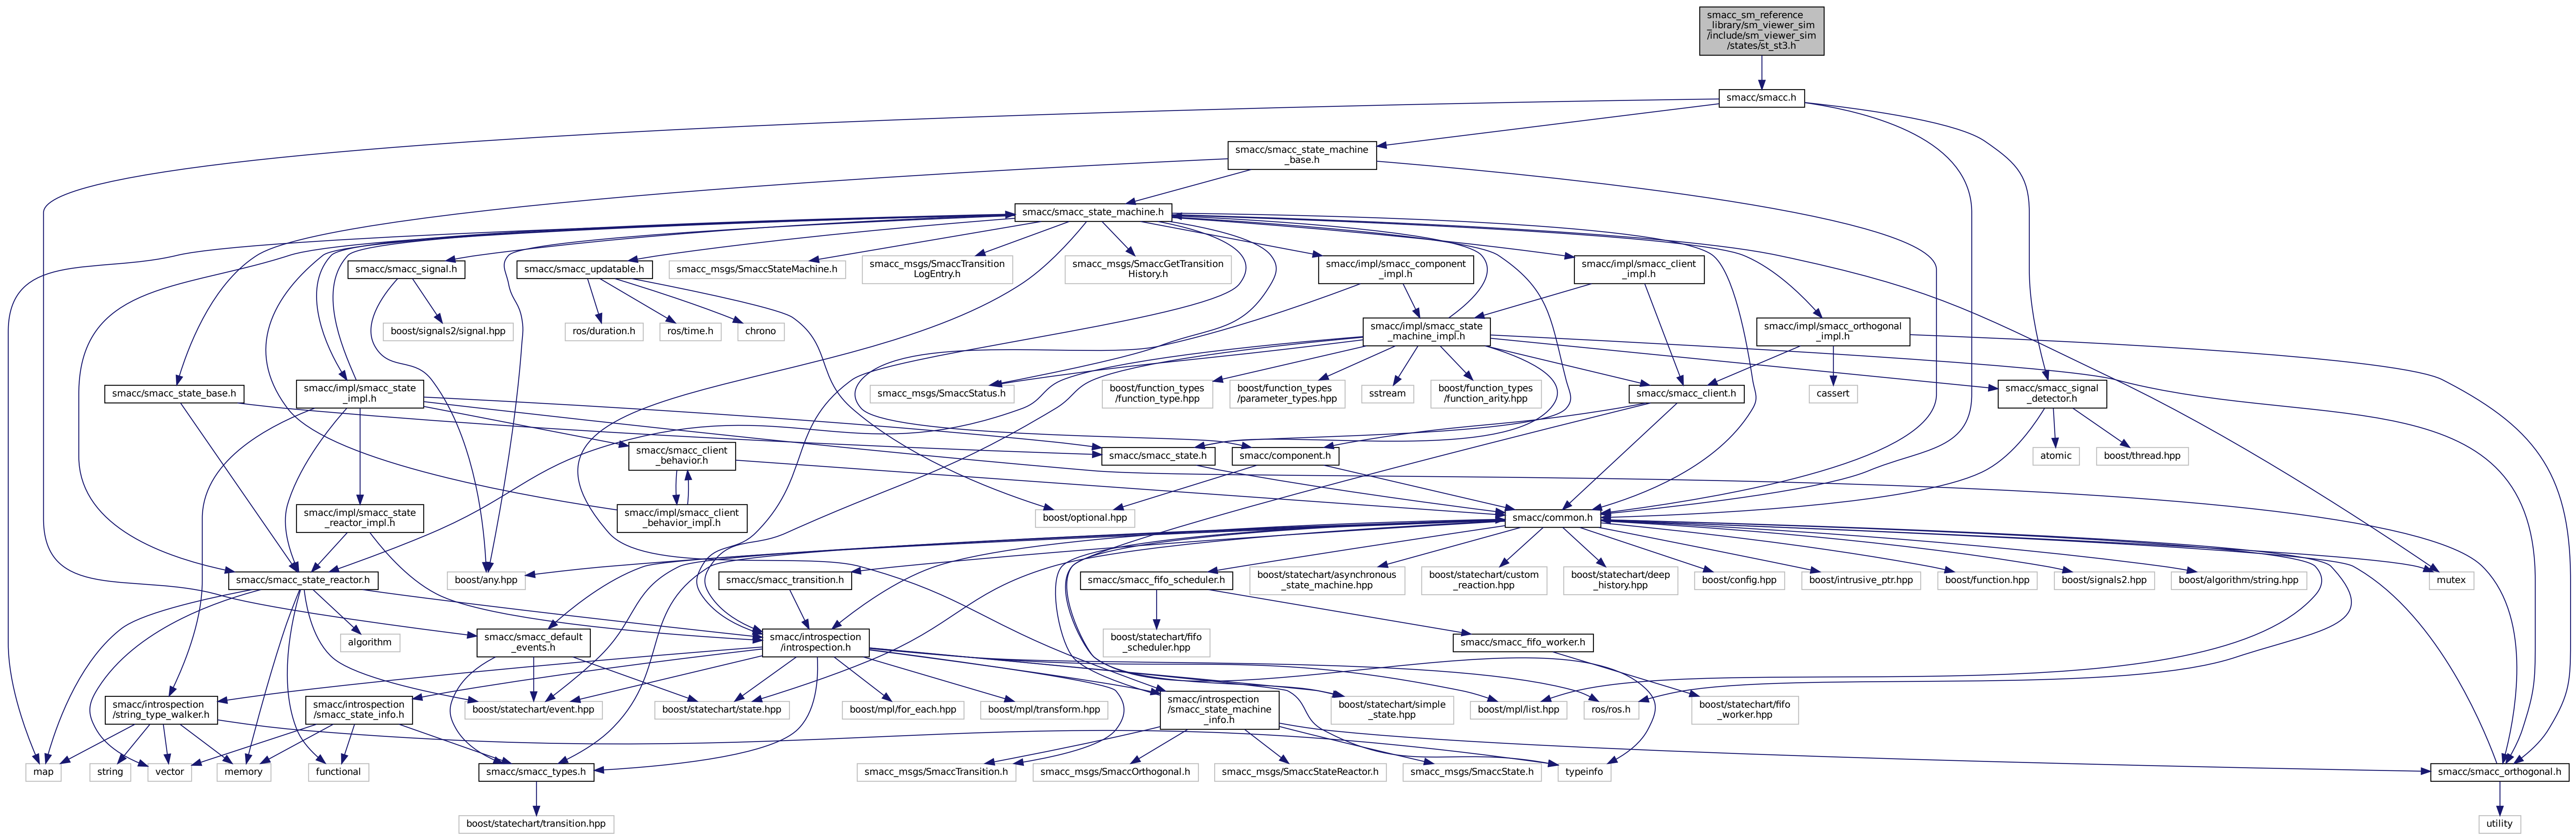 smacc_sm_reference
_library/sm_viewer_sim
/include/sm_viewer_sim
/states/st_st3.h
smacc/smacc.h
smacc/smacc_state_machine
_base.h
smacc/smacc_state_machine.h
smacc/smacc_signal.h
smacc/smacc_updatable.h
smacc_msgs/SmaccStateMachine.h
smacc_msgs/SmaccTransition
LogEntry.h
smacc_msgs/SmaccGetTransition
History.h
smacc/impl/smacc_component
_impl.h
smacc/impl/smacc_client
_impl.h
boost/signals2/signal.hpp
ros/duration.h
ros/time.h
chrono
smacc/impl/smacc_state
_machine_impl.h
smacc/impl/smacc_orthogonal
_impl.h
smacc/smacc_state_base.h
smacc/impl/smacc_state
_impl.h
smacc_msgs/SmaccStatus.h
boost/function_types
/function_type.hpp
boost/function_types
/parameter_types.hpp
sstream
boost/function_types
/function_arity.hpp
smacc/smacc_client.h
cassert
smacc/smacc_signal
_detector.h
smacc/smacc_client
_behavior.h
smacc/smacc_state.h
smacc/component.h
atomic
boost/thread.hpp
smacc/impl/smacc_state
_reactor_impl.h
smacc/impl/smacc_client
_behavior_impl.h
boost/optional.hpp
smacc/common.h
smacc/smacc_state_reactor.h
boost/any.hpp
smacc/smacc_transition.h
smacc/smacc_fifo_scheduler.h
boost/statechart/asynchronous
_state_machine.hpp
boost/statechart/custom
_reaction.hpp
boost/statechart/deep
_history.hpp
boost/config.hpp
boost/intrusive_ptr.hpp
boost/function.hpp
boost/signals2.hpp
boost/algorithm/string.hpp
mutex
algorithm
smacc/smacc_default
_events.h
smacc/introspection
/introspection.h
boost/statechart/fifo
_scheduler.hpp
smacc/smacc_fifo_worker.h
smacc/introspection
/string_type_walker.h
smacc/introspection
/smacc_state_info.h
boost/statechart/event.hpp
boost/statechart/state.hpp
boost/mpl/for_each.hpp
boost/mpl/transform.hpp
smacc/introspection
/smacc_state_machine
_info.h
boost/statechart/simple
_state.hpp
boost/mpl/list.hpp
ros/ros.h
boost/statechart/fifo
_worker.hpp
map
string
vector
memory
functional
smacc/smacc_types.h
smacc_msgs/SmaccTransition.h
smacc_msgs/SmaccOrthogonal.h
smacc_msgs/SmaccStateReactor.h
smacc_msgs/SmaccState.h
typeinfo
smacc/smacc_orthogonal.h
boost/statechart/transition.hpp
utility